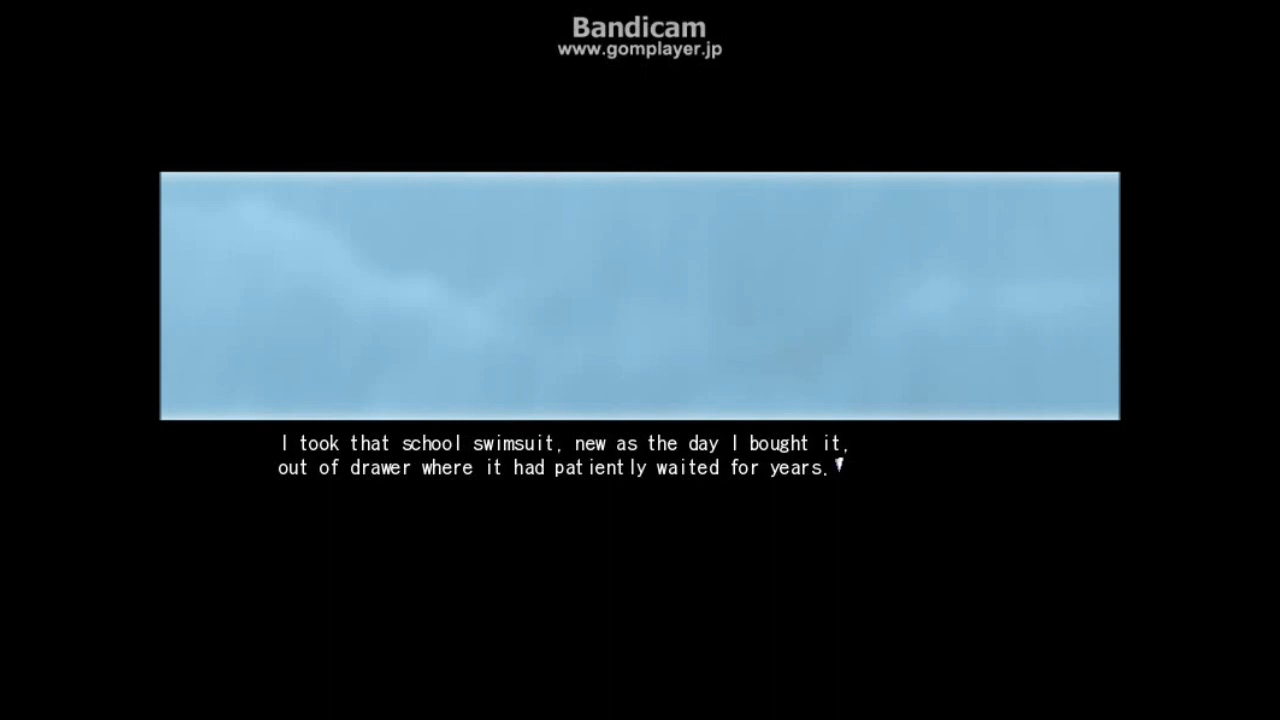 Bandicam
www.gomplayer.jp
I took that school swimsuit, new as the day I bought it,
out of drawer where it had patiently waited for years.